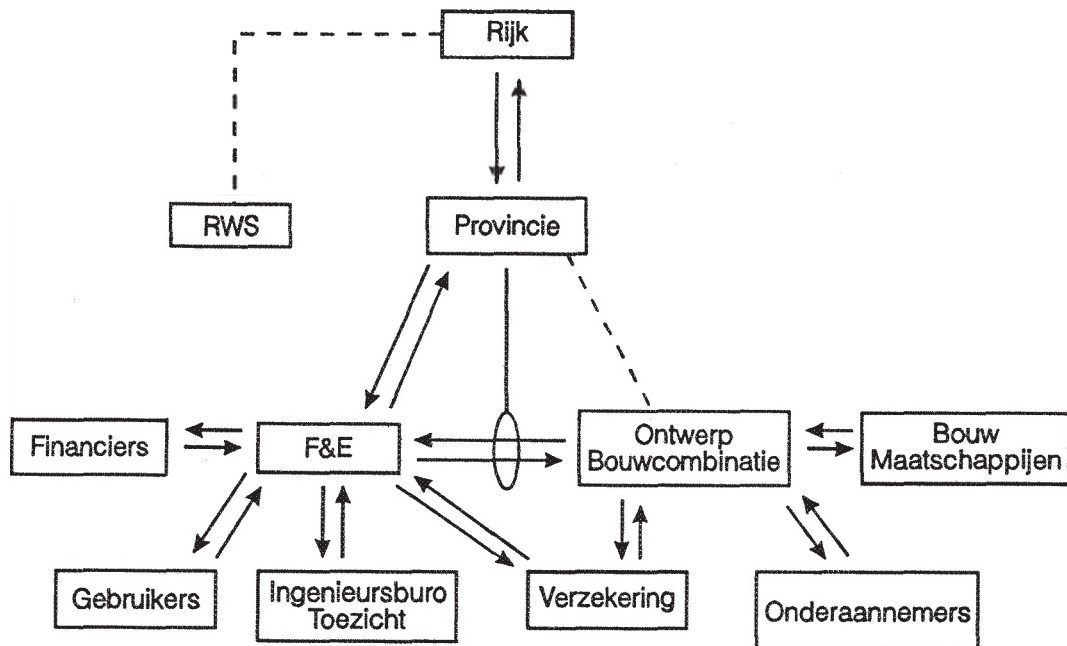 Rijk
RWS
Provincie
Financiers
F&E
Ontwerp
Bouwcombinatie
Bouw
Maatschappijen
Gebruikers
Ingenieursburo
Toezicht
Verzekering
Onderaannemers